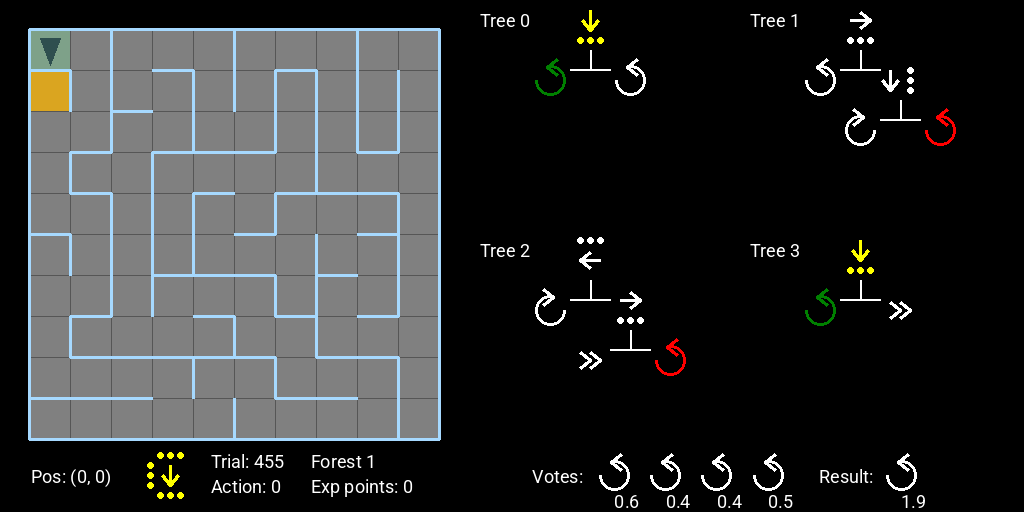 Tree 0
Tree 1
Tree 2
Tree 3
Pos: (0, 0)
Trial: 455
Forest 1
Action: 0
Exp points: 0
Votes:
0.6
0.4
0.4
0.5
Result:
1.9